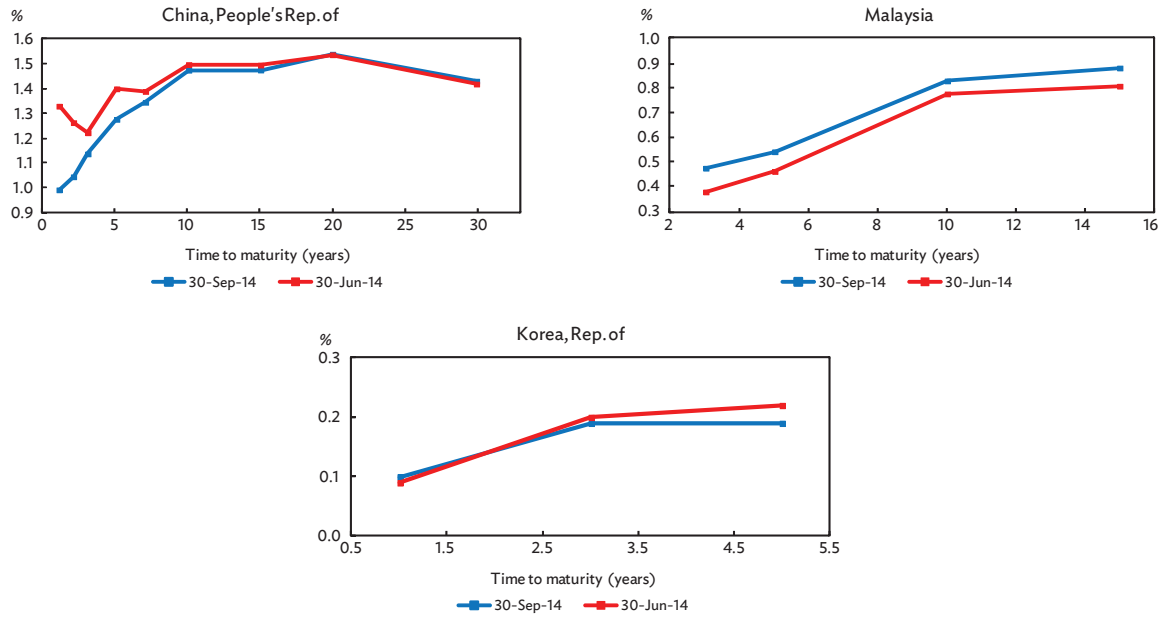 China, People's Rep. of
%
1.6
1.5
1.4
1.3
1.2
1.1
1.0
0.9
0 5 10 15 20 25 30
Time to maturity (years)
30-Sep-14 30-Jun-14
Malaysia
%
1.0
0.9
0.8
0.7
0.6
0.5
0.4
0.3
2 4 6 8 10 12 14 16
Time to maturity (years)
30-Sep-14 30-Jun-14
Korea, Rep. of
%
0.3
0.2
0.1
0.0
0.5 1.5 2.5 3.5 4.5 5.5
Time to maturity (years)
30-Sep-14 30-Jun-14